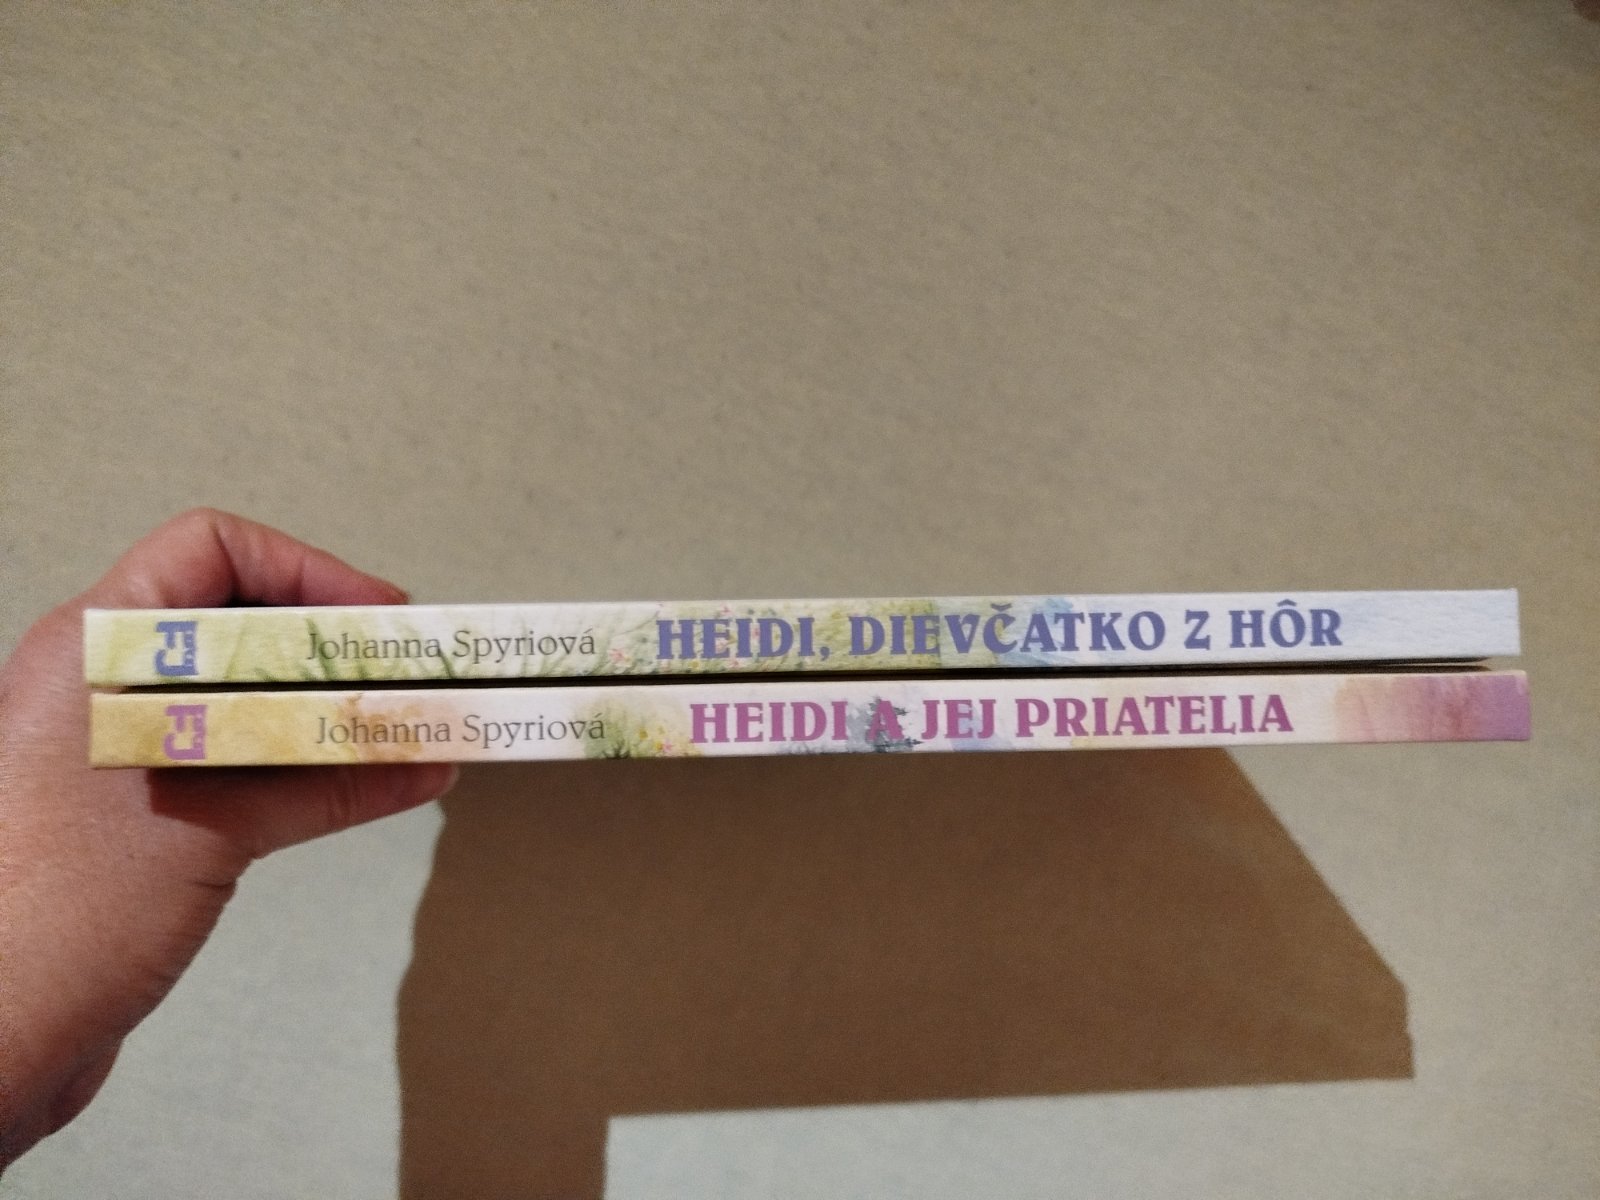 Johanna Spyriová HEIDI, DIEVČATKO Z HÔR
Johanna Spyriová HEIDI A JEJ PRIATELIA